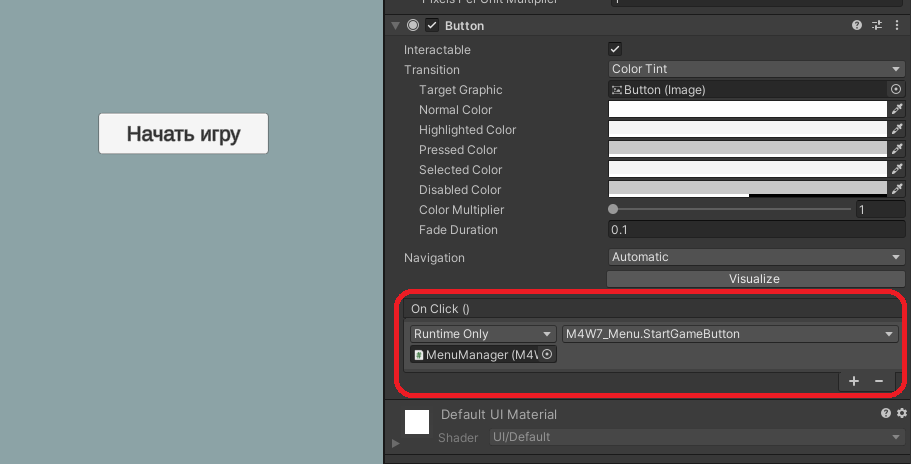 Pixels Per Unit Multiplier
Button
Interactable
Transition
Color Tint
Target Graphic
Button (Image)
Normal Color
Highlighted Color
Начать игру
Pressed Color
Selected Color
Disabled Color
Color Multiplier
1
Fade Duration
0.1
Navigation
Automatic
Visualize
On Click ()
Runtime Only
M4W7_Menu.StartGameButton
MenuManager (M4W
+ −
Default UI Material
Shader
UI/Default